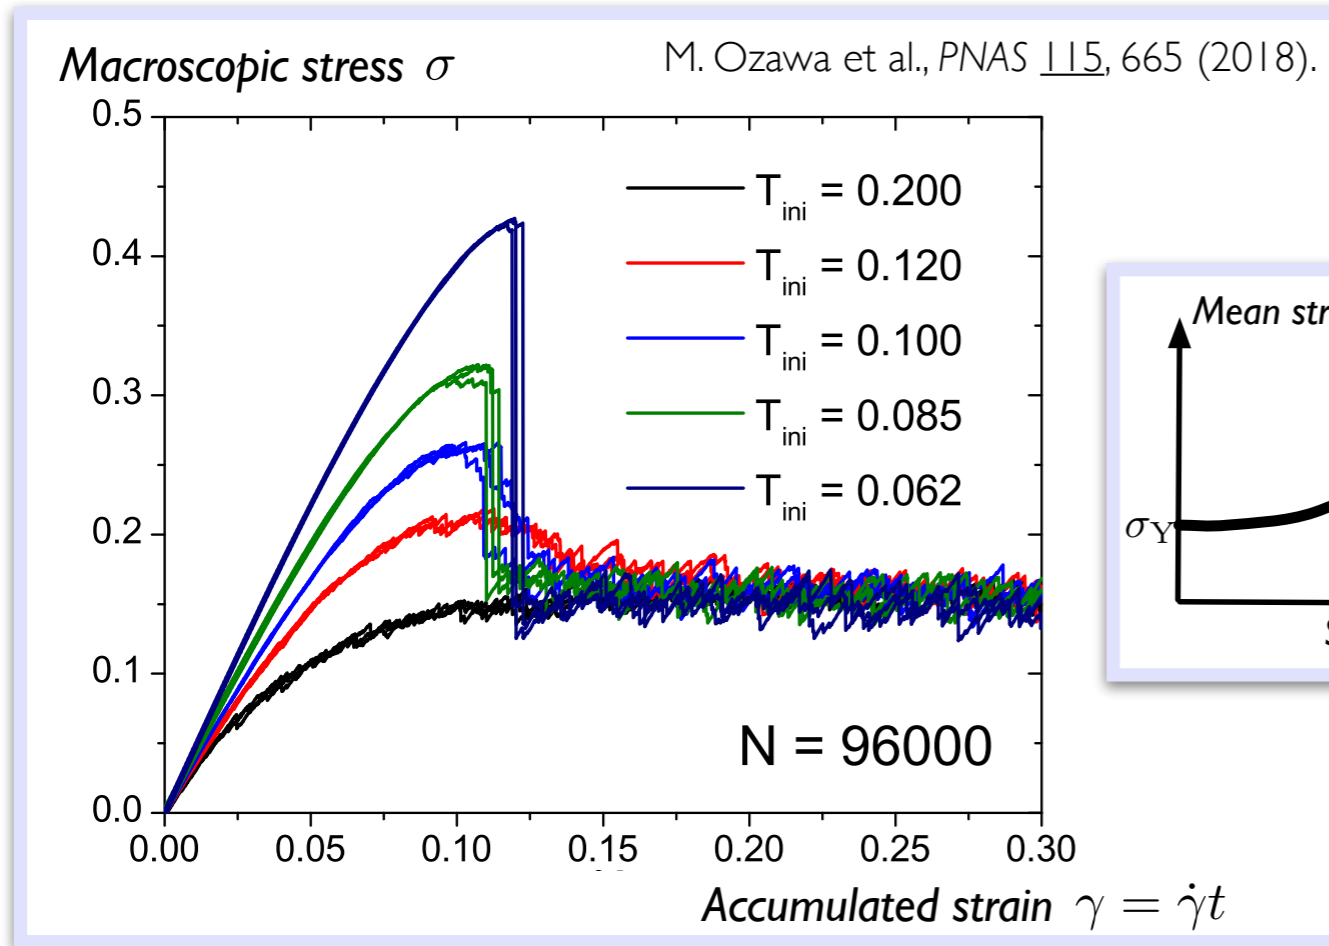 Macroscopic stress σ
M. Ozawa et al., PNAS 115, 665 (2018).
0.5
0.4
0.3
0.2
0.1
0.0
T_ini = 0.200
T_ini = 0.120
T_ini = 0.100
T_ini = 0.085
T_ini = 0.062
N = 96000
0.00 0.05 0.10 0.15 0.20 0.25 0.30
Accumulated strain γ = γ̇t
Mean str
σ_Y